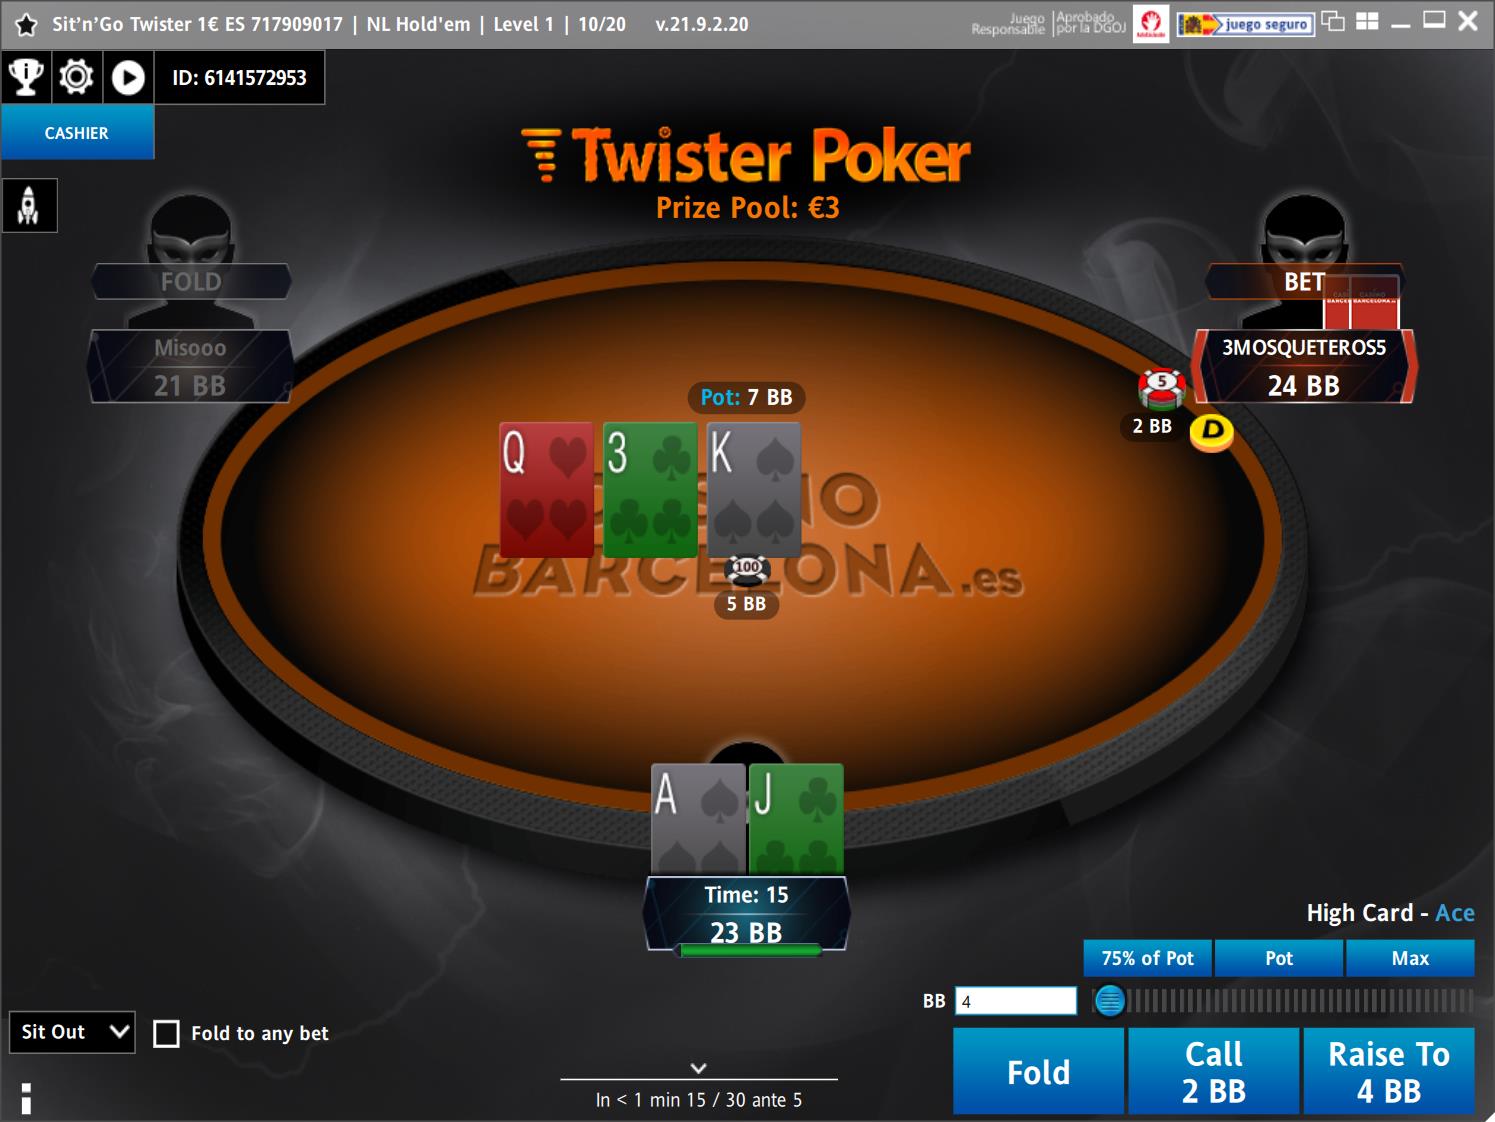 Sit’n’Go Twister 1€ ES 717909017 | NL Hold'em | Level 1 | 10/20 v.21.9.2.20
Juego Responsable
Aprobado por la DGOJ
juego seguro
ID: 6141572953
CASHIER
Twister Poker
Prize Pool: €3
FOLD
Misooo
21 BB
BET
3MOSQUETEROS5
24 BB
5
2 BB
D
Pot: 7 BB
Q
3
K
CASINO
BARCELONA.es
100
5 BB
A
J
Time: 15
23 BB
High Card - Ace
75% of Pot
Pot
Max
BB 4
Sit Out
Fold to any bet
Fold
Call
2 BB
Raise To
4 BB
In < 1 min 15 / 30 ante 5